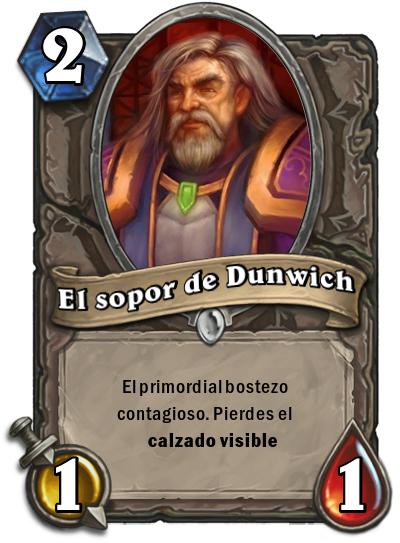 2
El sopor de Dunwich
El primordial bostezo
contagioso. Pierdes el
calzado visible
1
1